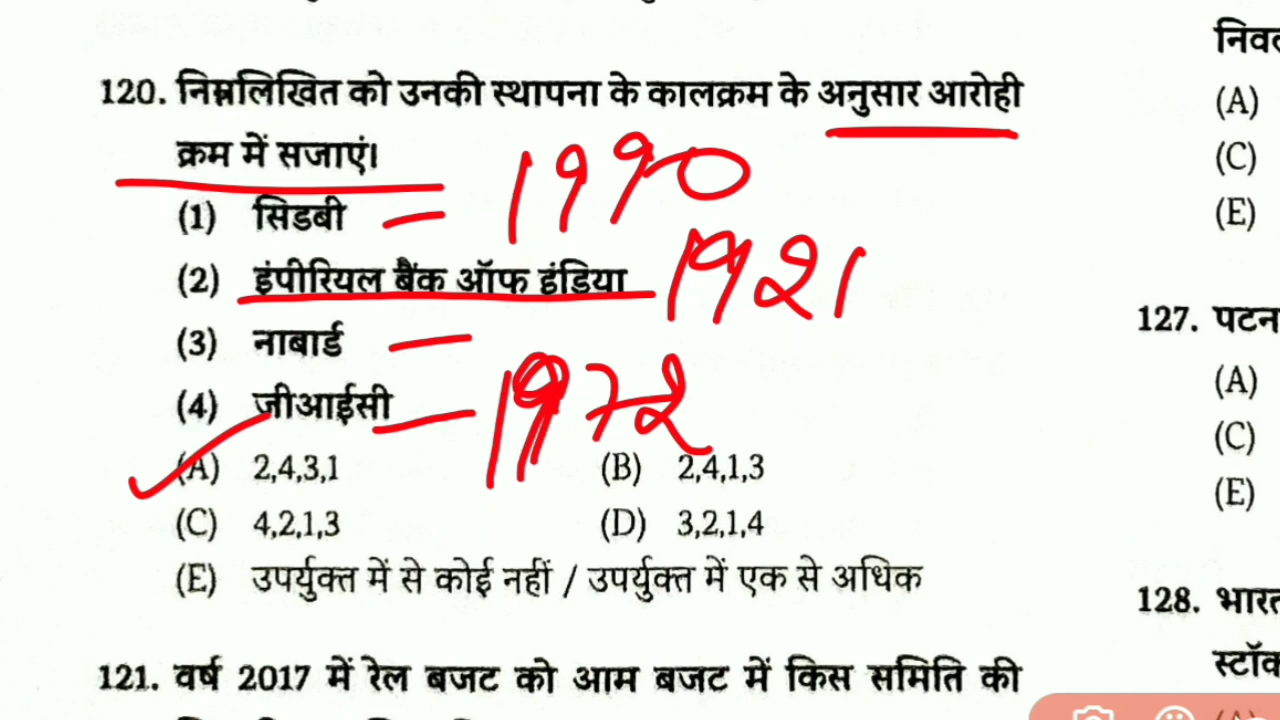 120. निम्नलिखित को उनकी स्थापना के कालक्रम के अनुसार आरोही
क्रम में सजाएं।
1990
(1) सिडबी
(2) इंपीरियल बैंक ऑफ इंडिया
1921
(3) नाबार्ड
(4) जीआईसी
1972
(A) 2,4,3,1
(B) 2,4,1,3
(C) 4,2,1,3
(D) 3,2,1,4
(E) उपर्युक्त में से कोई नहीं / उपर्युक्त में एक से अधिक
121. वर्ष 2017 में रेल बजट को आम बजट में किस समिति की
(A)
(C)
(E)
127. पटन
(A)
(C)
(E)
128. भारत
स्टॉक